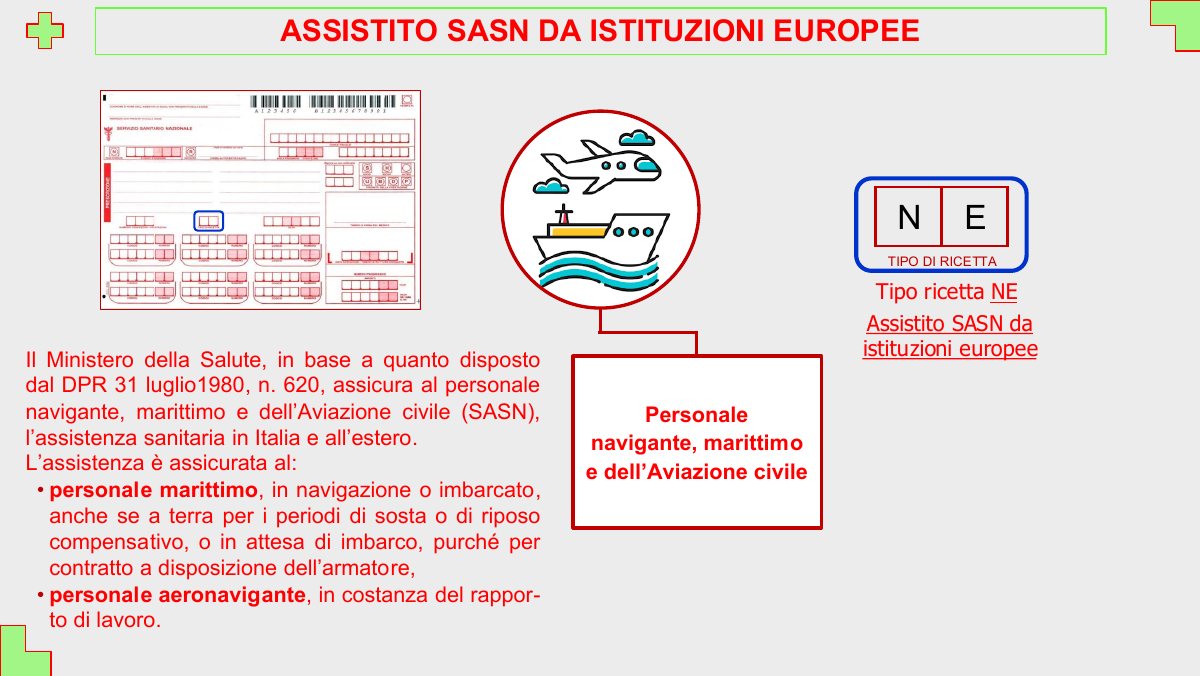 ASSISTITO SASN DA ISTITUZIONI EUROPEE
SERVIZIO SANITARIO NAZIONALE
N E
TIPO DI RICETTA
Tipo ricetta NE
Assistito SASN da
istituzioni europee
Personale
navigante, marittimo
e dell’Aviazione civile
Il Ministero della Salute, in base a quanto disposto
dal DPR 31 luglio1980, n. 620, assicura al personale
navigante, marittimo e dell’Aviazione civile (SASN),
l’assistenza sanitaria in Italia e all’estero.
L’assistenza è assicurata al:
• personale marittimo, in navigazione o imbarcato,
anche se a terra per i periodi di sosta o di riposo
compensativo, o in attesa di imbarco, purché per
contratto a disposizione dell’armatore,
• personale aeronavigante, in costanza del rappor-
to di lavoro.